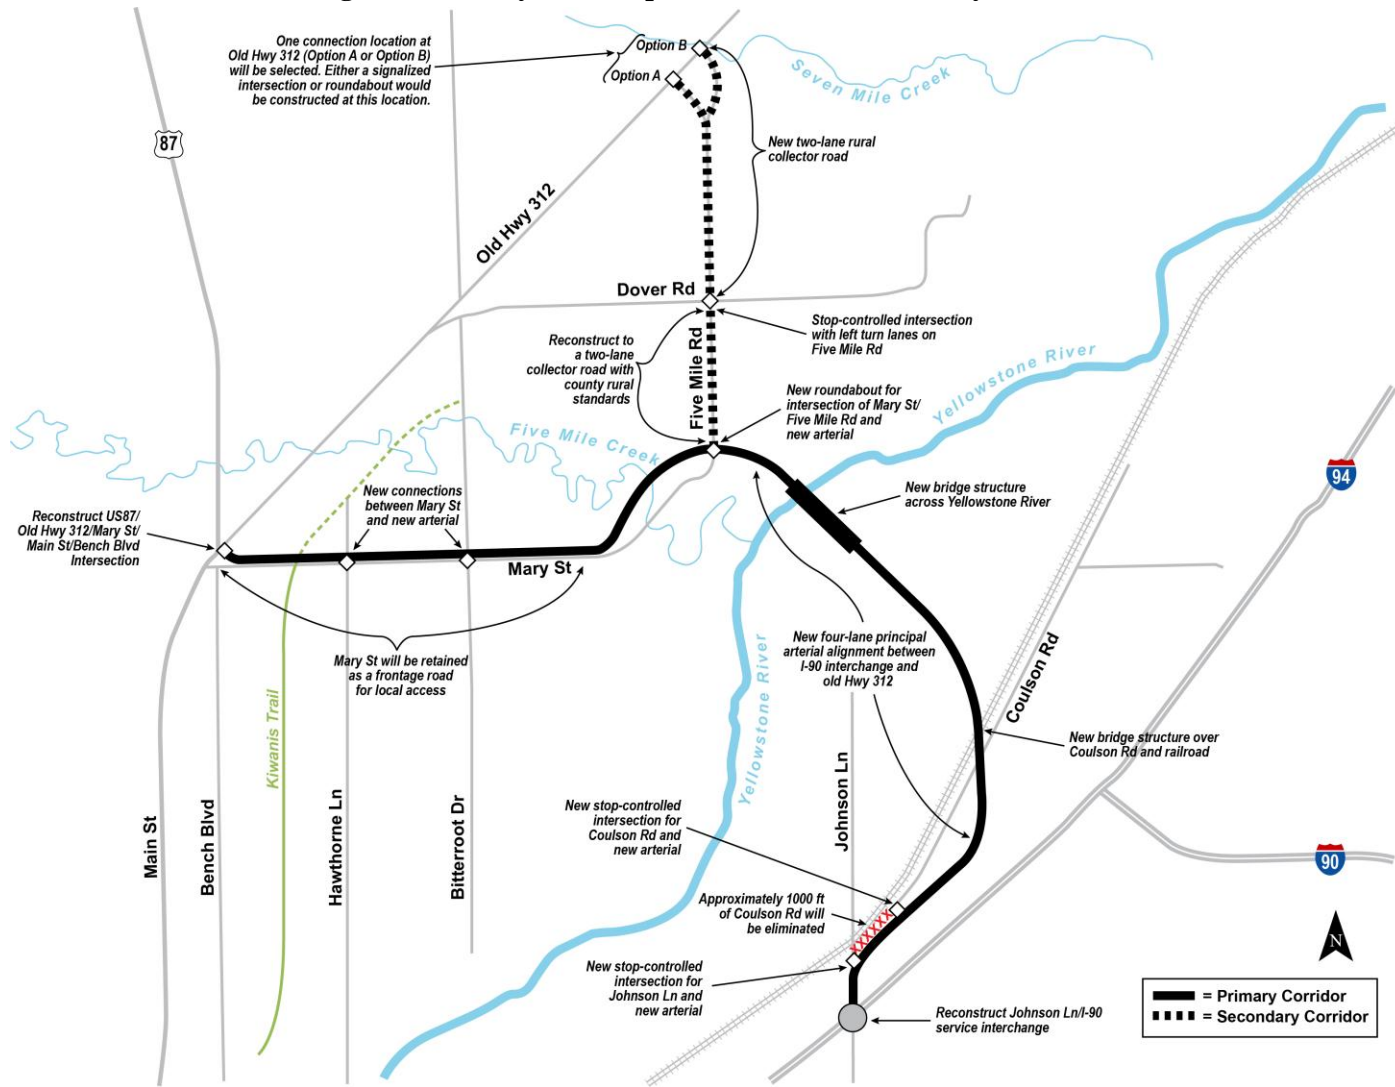 One connection location at
Old Hwy 312 (Option A or Option B)
will be selected. Either a signalized
intersection or roundabout would
be constructed at this location.
Option B
Option A
Seven Mile Creek
87
New two-lane rural
collector road
Old Hwy 312
Dover Rd
Stop-controlled intersection
with left turn lanes on
Five Mile Rd
Reconstruct to
a two-lane
collector road with
county rural
standards
Five Mile Rd
Yellowstone River
New roundabout for
intersection of Mary St/
Five Mile Rd and
new arterial
Five Mile Creek
94
New connections
between Mary St
and new arterial
New bridge structure
across Yellowstone River
Reconstruct US87/
Old Hwy 312/Mary St/
Main St/Bench Blvd
Intersection
Mary St
Mary St will be retained
as a frontage road
for local access
New four-lane principal
arterial alignment between
I-90 interchange and
old Hwy 312
Coulson Rd
Yellowstone River
Kiwanis Trail
New bridge structure over
Coulson Rd and railroad
Johnson Ln
Main St
Bench Blvd
Hawthorne Ln
Bitterroot Dr
New stop-controlled
intersection for
Coulson Rd and
new arterial
90
Approximately 1000 ft
of Coulson Rd will
be eliminated
XXXXXX
N
New stop-controlled
intersection for
Johnson Ln and
new arterial
Reconstruct Johnson Ln/I-90
service interchange
= Primary Corridor
= Secondary Corridor